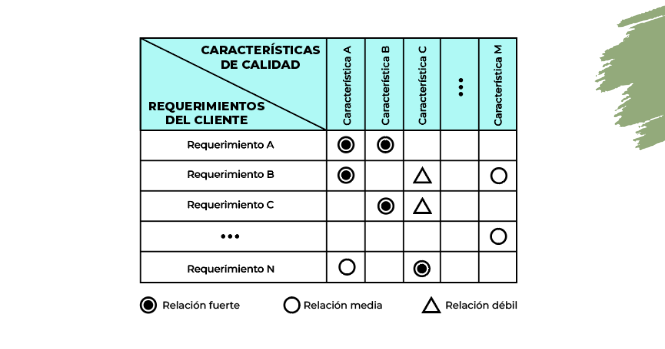 CARACTERÍSTICAS
DE CALIDAD
REQUERIMIENTOS
DEL CLIENTE
Característica A
Característica B
Característica C
...
Característica M
Requerimiento A
Requerimiento B
Requerimiento C
...
Requerimiento N
Relación fuerte
Relación media
Relación débil